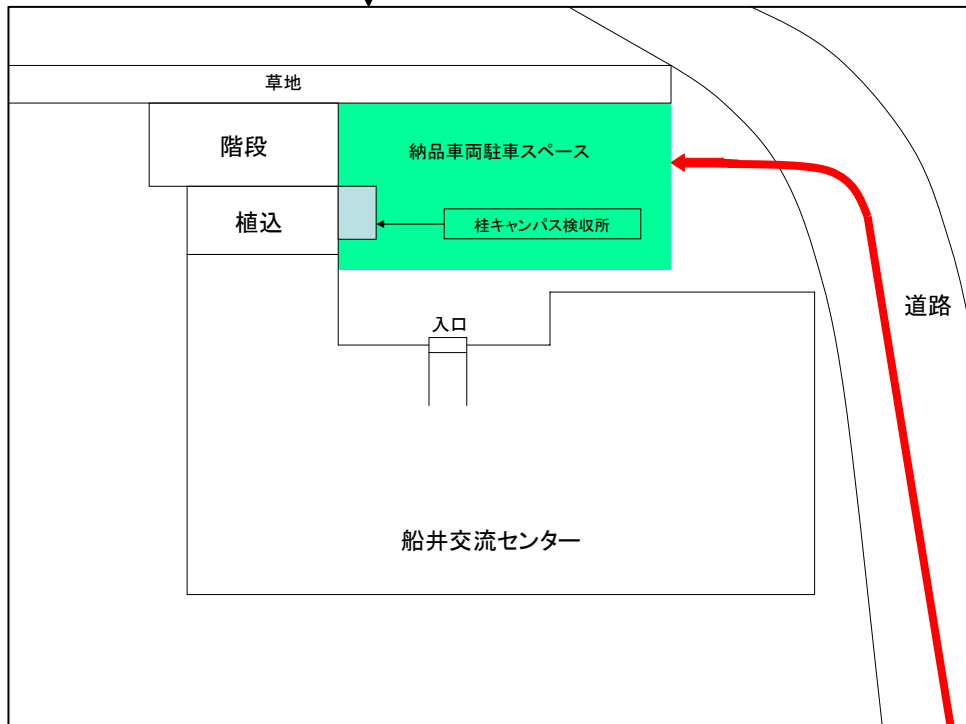 草地
階段
納品車両駐車スペース
植込
桂キャンパス検収所
道路
入口
船井交流センター